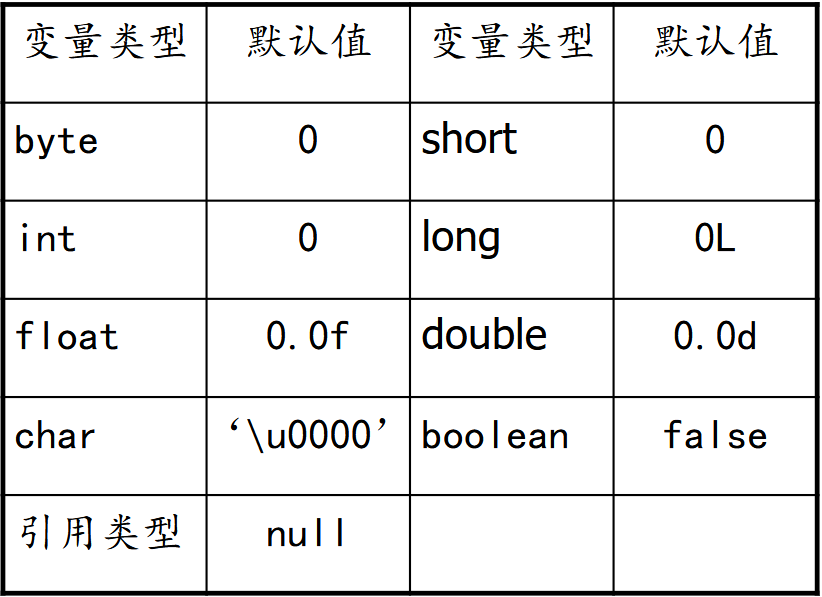 变量类型 默认值 变量类型 默认值
byte 0 short 0
int 0 long 0L
float 0.0f double 0.0d
char ‘\u0000’ boolean false
引用类型 null